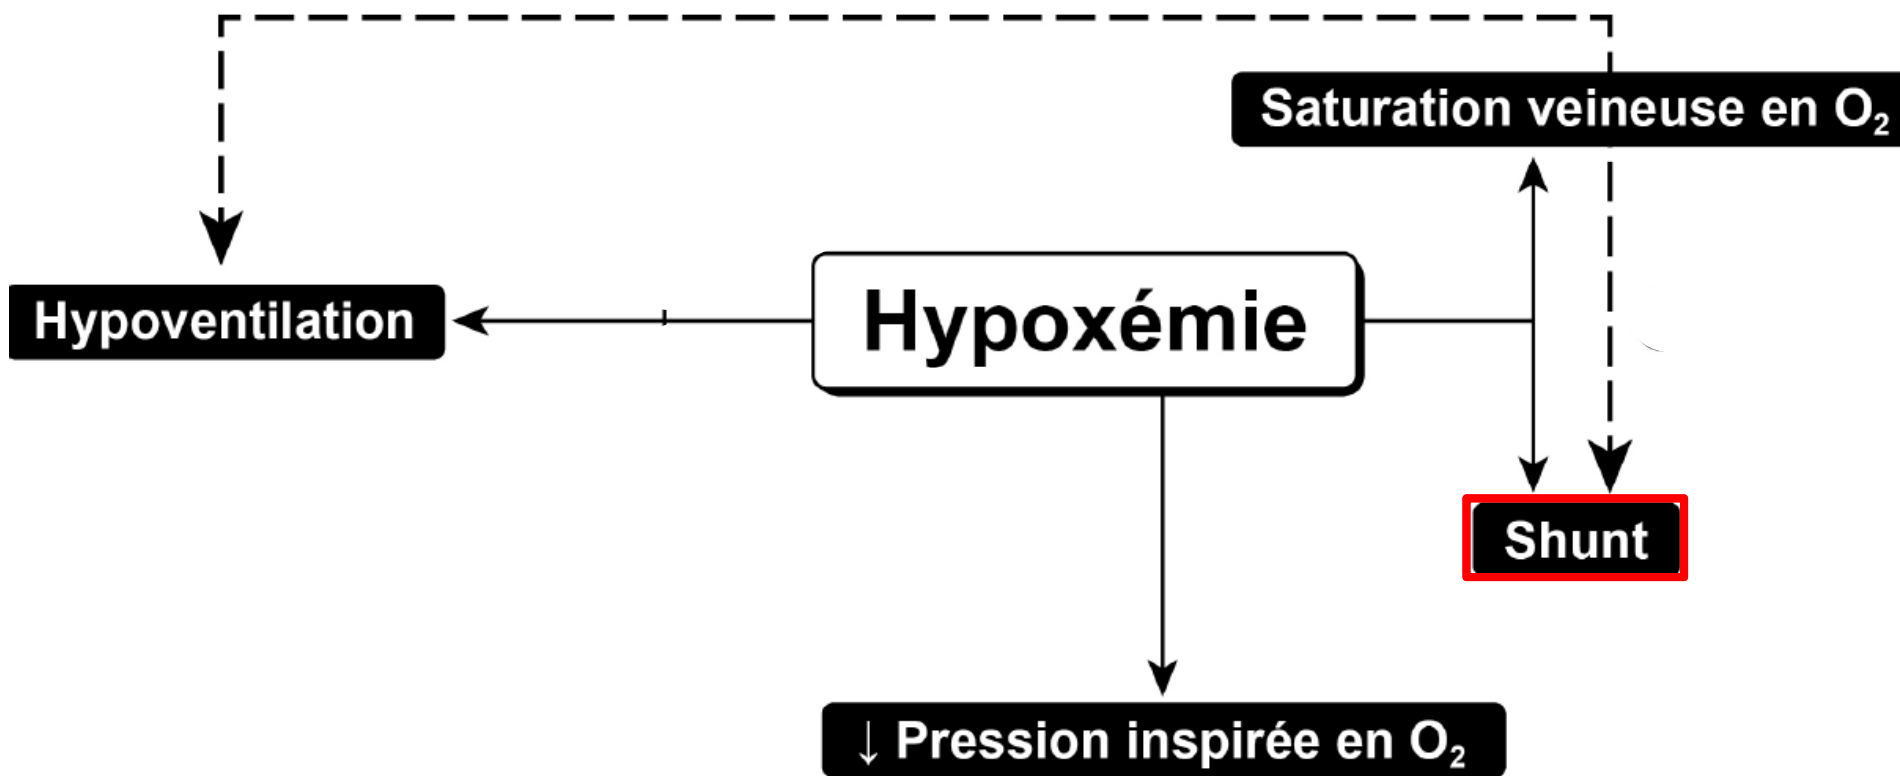 Saturation veineuse en O₂
Hypoventilation
Hypoxémie
Shunt
↓ Pression inspirée en O₂